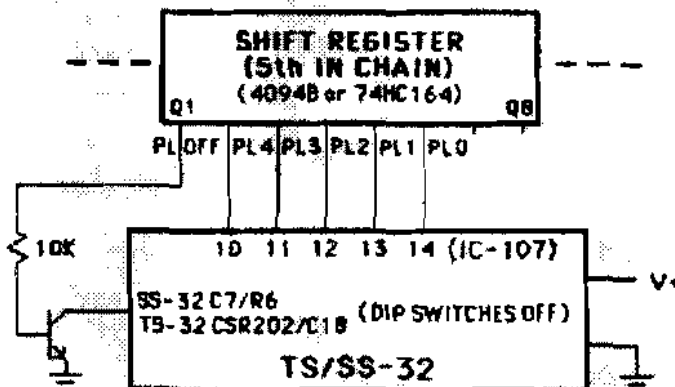 SHIFT REGISTER
(5th IN CHAIN)
(4094B or 74HC164)
Q1 Q8
PL OFF PL4 PL3 PL2 PL1 PL0
10K
10 11 12 13 14 (IC-107)
V+
SS-32 C7/R6
TS-32 CSR202/C18
(DIP SWITCHES OFF)
TS/SS-32